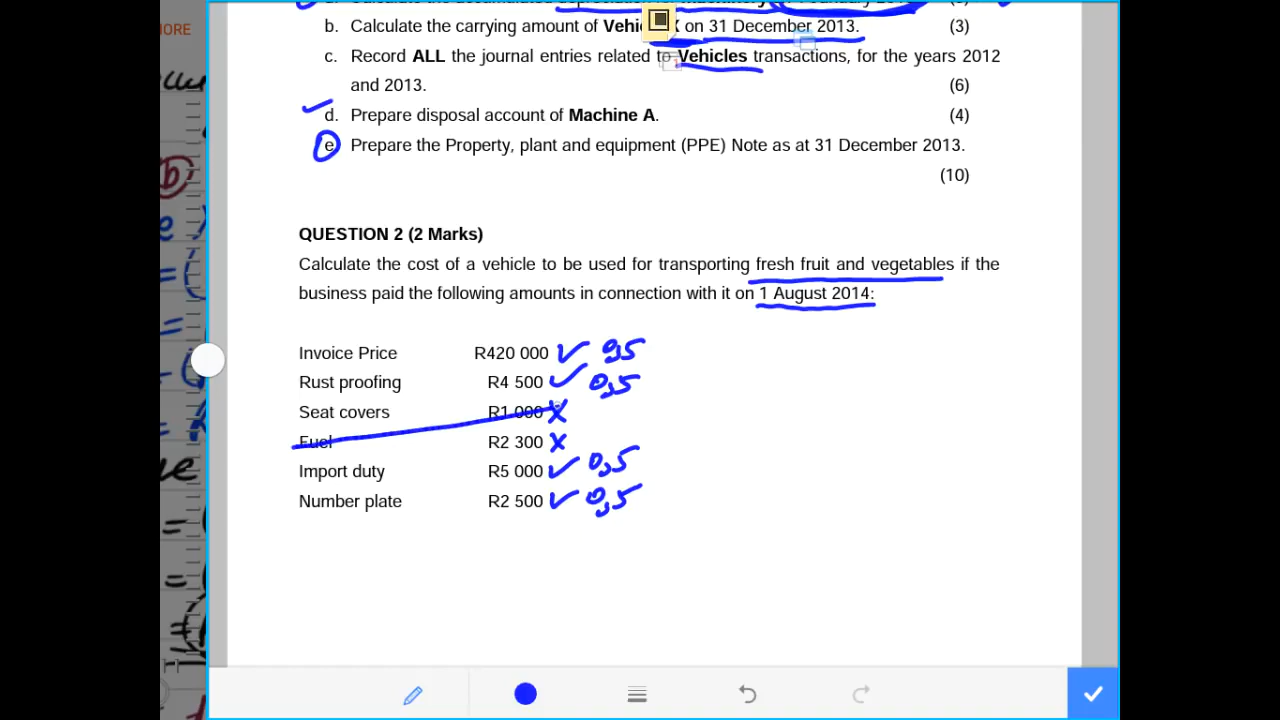 MORE
b. Calculate the carrying amount of Vehi X on 31 December 2013. (3)
c. Record ALL the journal entries related to Vehicles transactions, for the years 2012
and 2013. (6)
d. Prepare disposal account of Machine A. (4)
e Prepare the Property, plant and equipment (PPE) Note as at 31 December 2013.
(10)
QUESTION 2 (2 Marks)
Calculate the cost of a vehicle to be used for transporting fresh fruit and vegetables if the
business paid the following amounts in connection with it on 1 August 2014:
Invoice Price R420 000 ✓ 0,5
Rust proofing R4 500 ✓ 0,5
Seat covers R1 000 X
Fuel R2 300 X
Import duty R5 000 ✓ 0,5
Number plate R2 500 ✓ 0,5